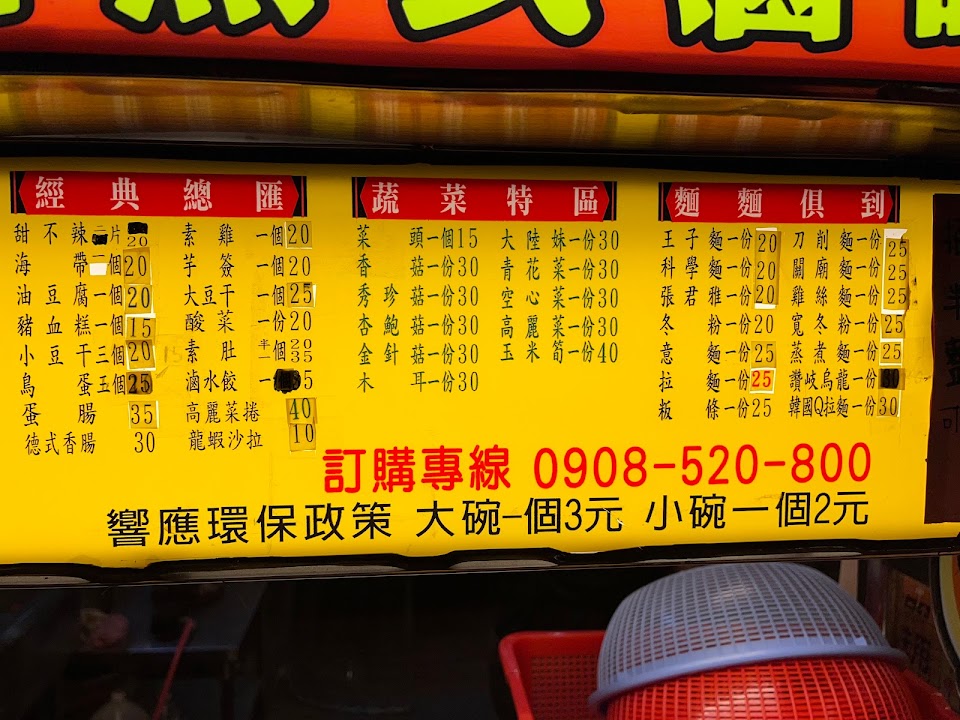 經典總匯
甜不辣 片 20
海帶 個20
油豆腐一個20
豬血糕一個15
小豆干三個20
鳥蛋五個25
蛋腸 35
德式香腸 30
素雞 一個20
芋簽 一個20
大豆干 一個25
酸菜 一份20
素肚 半20 一個35
滷水餃 一 5
高麗菜捲 40
龍蝦沙拉 10
蔬菜特區
菜頭一個15
香菇一份30
秀珍菇一份30
杏鮑菇一份30
金針菇一份30
木耳一份30
大陸妹一份30
青花菜一份30
空心菜一份30
高麗菜一份30
玉米筍一份40
麵麵俱到
王子麵一份20
科學麵一份20
張君雅一份20
冬粉一份20
意麵一份25
拉麵一份25
粄條一份25
刀削麵一份25
關廟麵一份25
雞絲麵一份25
寬冬粉一份25
蒸煮麵一份25
讚岐烏龍一份
韓國Q拉麵一份30
訂購專線 0908-520-800
響應環保政策 大碗一個3元 小碗一個2元